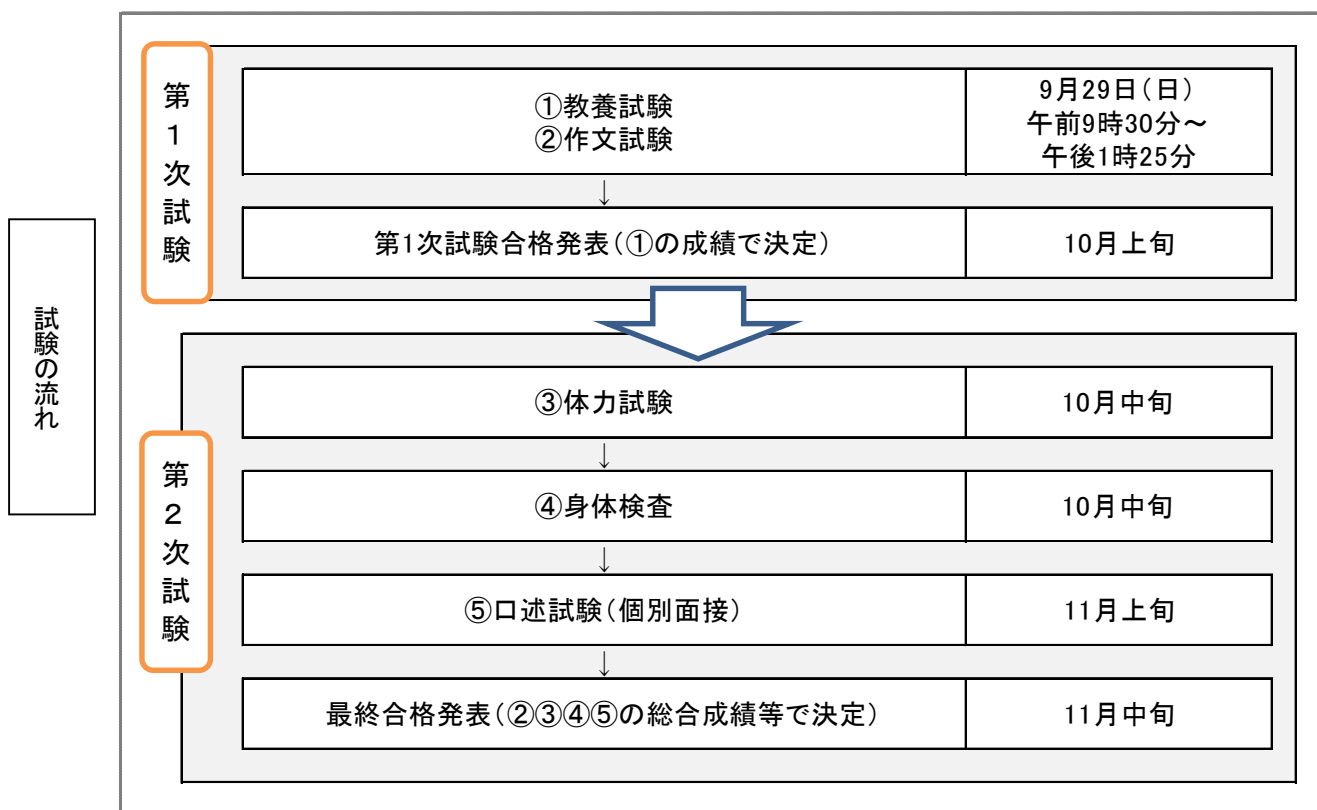 試験の流れ
第1次試験
①教養試験
②作文試験
9月29日(日)
午前9時30分～
午後1時25分
↓
第1次試験合格発表(①の成績で決定)
10月上旬
第2次試験
③体力試験
10月中旬
↓
④身体検査
10月中旬
↓
⑤口述試験(個別面接)
11月上旬
↓
最終合格発表(②③④⑤の総合成績等で決定)
11月中旬